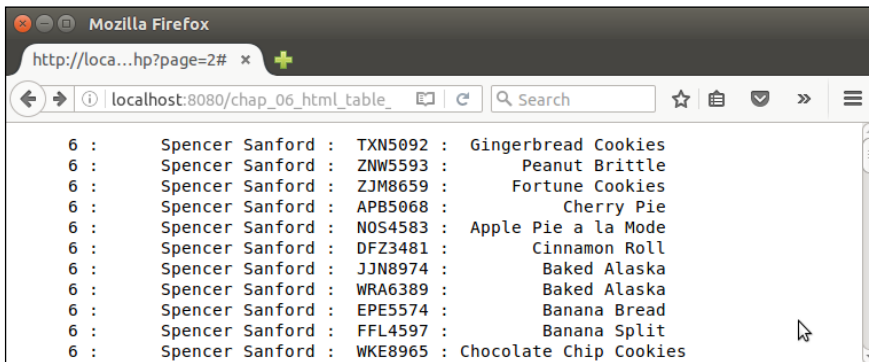 Mozilla Firefox
http://loca...hp?page=2#
localhost:8080/chap_06_html_table_
Search
6 : Spencer Sanford : TXN5092 : Gingerbread Cookies
6 : Spencer Sanford : ZNW5593 : Peanut Brittle
6 : Spencer Sanford : ZJM8659 : Fortune Cookies
6 : Spencer Sanford : APB5068 : Cherry Pie
6 : Spencer Sanford : NOS4583 : Apple Pie a la Mode
6 : Spencer Sanford : DFZ3481 : Cinnamon Roll
6 : Spencer Sanford : JJN8974 : Baked Alaska
6 : Spencer Sanford : WRA6389 : Baked Alaska
6 : Spencer Sanford : EPE5574 : Banana Bread
6 : Spencer Sanford : FFL4597 : Banana Split
6 : Spencer Sanford : WKE8965 : Chocolate Chip Cookies